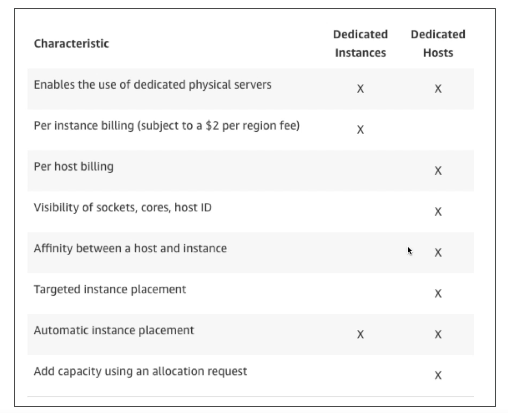 Characteristic Dedicated Instances Dedicated Hosts
Enables the use of dedicated physical servers X X
Per instance billing (subject to a $2 per region fee) X
Per host billing X
Visibility of sockets, cores, host ID X
Affinity between a host and instance X
Targeted instance placement X
Automatic instance placement X X
Add capacity using an allocation request X